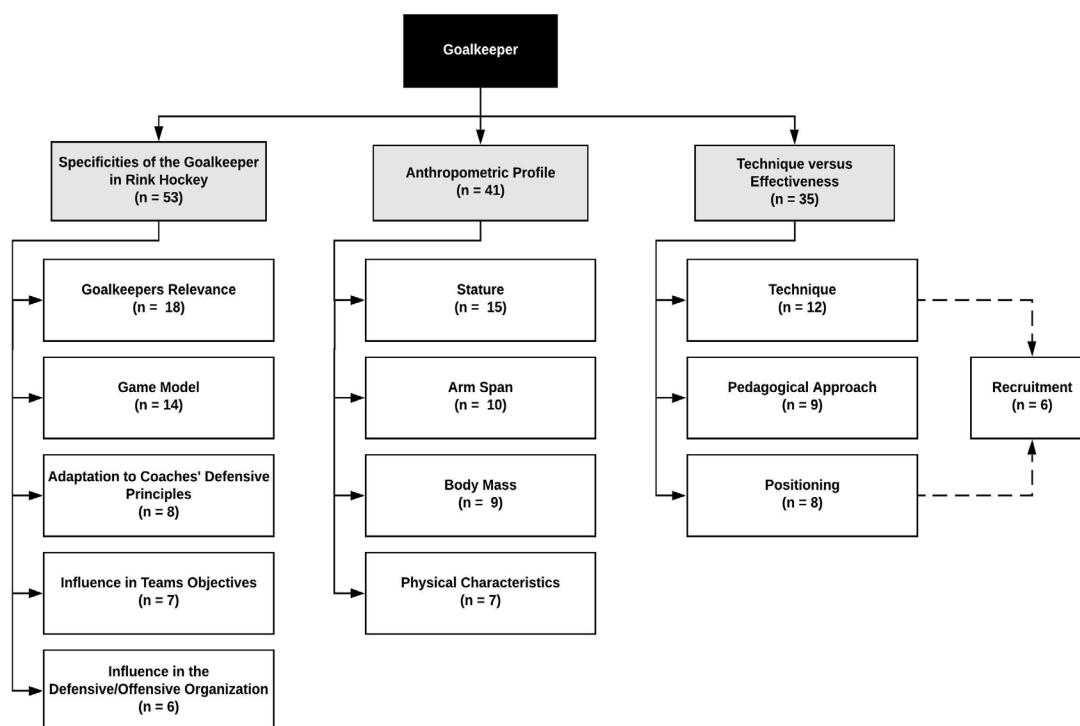 Goalkeeper
Specificities of the Goalkeeper
in Rink Hockey
(n = 53)
Anthropometric Profile
(n = 41)
Technique versus
Effectiveness
(n = 35)
Goalkeepers Relevance
(n =  18)
Game Model
(n = 14)
Adaptation to Coaches' Defensive
Principles
(n = 8)
Influence in Teams Objectives
(n = 7)
Influence in the
Defensive/Offensive Organization
(n = 6)
Stature
(n =  15)
Arm Span
(n =  10)
Body Mass
(n =  9)
Physical Characteristics
(n = 7)
Technique
(n = 12)
Pedagogical Approach
(n = 9)
Positioning
(n = 8)
Recruitment
(n = 6)